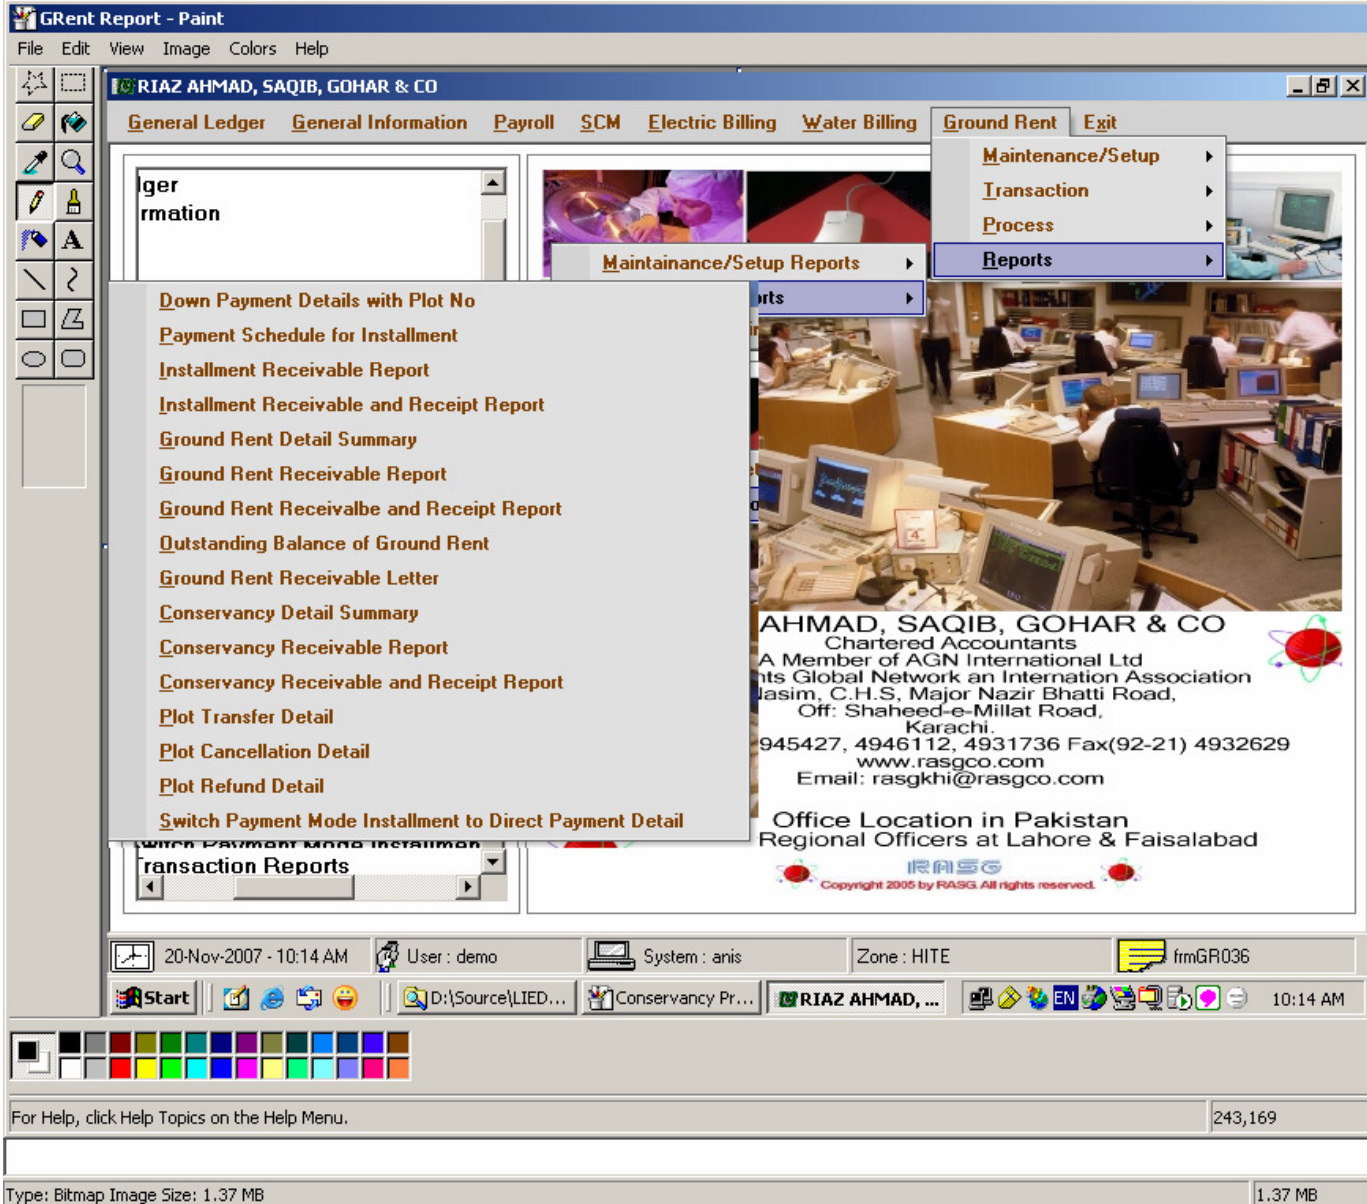 GRent Report - Paint
File Edit View Image Colors Help
RIAZ AHMAD, SAQIB, GOHAR & CO
General Ledger General Information Payroll SCM Electric Billing Water Billing Ground Rent Exit
Maintenance/Setup
Transaction
Process
Reports
lger
rmation
Maintainance/Setup Reports
orts
Down Payment Details with Plot No
Payment Schedule for Installment
Installment Receivable Report
Installment Receivable and Receipt Report
Ground Rent Detail Summary
Ground Rent Receivable Report
Ground Rent Receivalbe and Receipt Report
Outstanding Balance of Ground Rent
Ground Rent Receivable Letter
Conservancy Detail Summary
Conservancy Receivable Report
Conservancy Receivable and Receipt Report
Plot Transfer Detail
Plot Cancellation Detail
Plot Refund Detail
Switch Payment Mode Installment to Direct Payment Detail
Switch Payment Mode Installmen
Transaction Reports
AHMAD, SAQIB, GOHAR & CO
Chartered Accountants
A Member of AGN International Ltd
nts Global Network an Internation Association
Nasim, C.H.S, Major Nazir Bhatti Road,
Off: Shaheed-e-Millat Road,
Karachi.
945427, 4946112, 4931736 Fax(92-21) 4932629
www.rasgco.com
Email: rasgkhi@rasgco.com
Office Location in Pakistan
Regional Officers at Lahore & Faisalabad
RASG
Copyright 2005 by RASG. All rights reserved.
20-Nov-2007 - 10:14 AM User : demo System : anis Zone : HITE frmGR036
Start D:\Source\LIED... Conservancy Pr... RIAZ AHMAD, ... EN 10:14 AM
For Help, click Help Topics on the Help Menu. 243,169
Type: Bitmap Image Size: 1.37 MB 1.37 MB